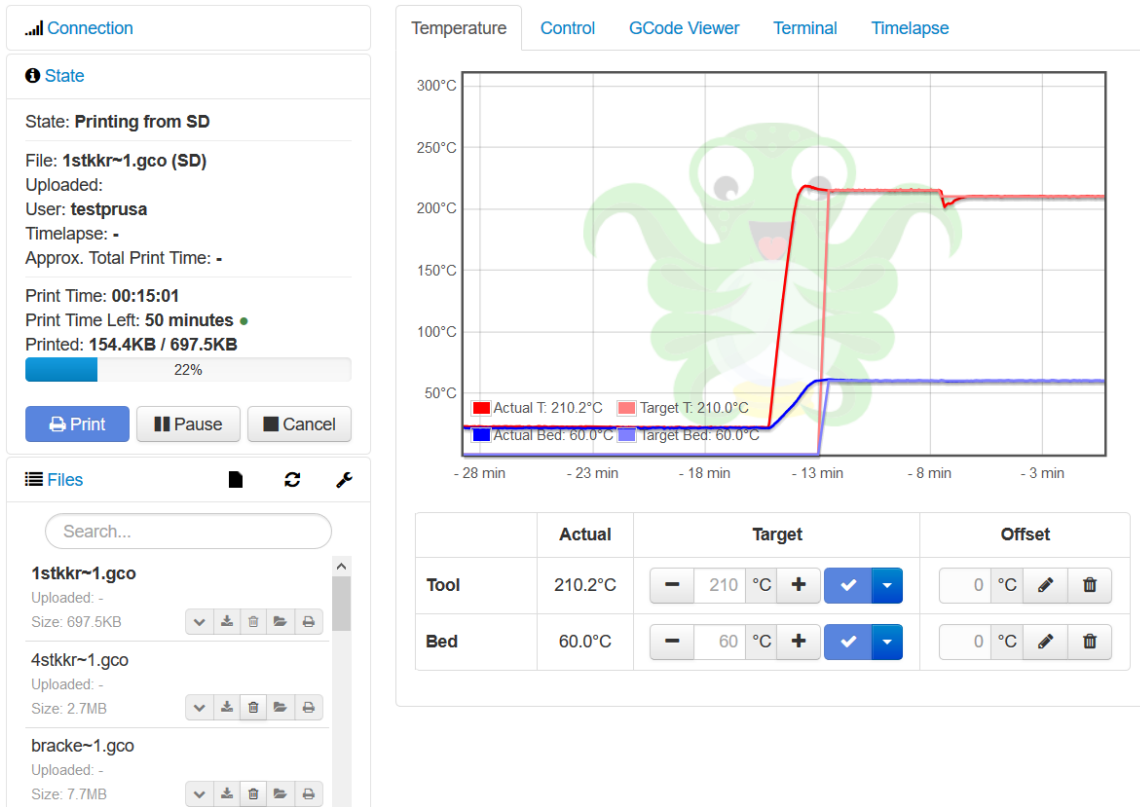 Connection
State
State: Printing from SD
File: 1stkkr~1.gco (SD)
Uploaded:
User: testprusa
Timelapse: -
Approx. Total Print Time: -
Print Time: 00:15:01
Print Time Left: 50 minutes
Printed: 154.4KB / 697.5KB
22%
Print Pause Cancel
Files
Search...
1stkkr~1.gco
Uploaded: -
Size: 697.5KB
4stkkr~1.gco
Uploaded: -
Size: 2.7MB
bracke~1.gco
Uploaded: -
Size: 7.7MB
Temperature Control GCode Viewer Terminal Timelapse
300°C
250°C
200°C
150°C
100°C
50°C
Actual T: 210.2°C Target T: 210.0°C
Actual Bed: 60.0°C Target Bed: 60.0°C
- 28 min - 23 min - 18 min - 13 min - 8 min - 3 min
Actual Target Offset
Tool 210.2°C 210 °C 0 °C
Bed 60.0°C 60 °C 0 °C